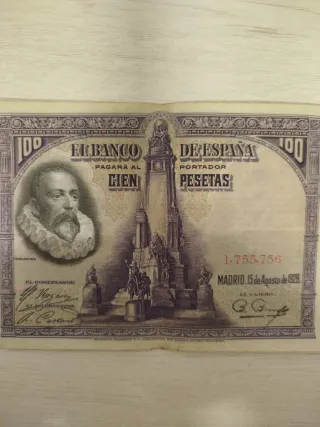 100
100
EL BANCO DE ESPAÑA
PAGARÁ AL PORTADOR
CIEN PESETAS
1,755,756
MADRID, 15 de Agosto de 1928
EL GOBERNADOR
EL CAJERO